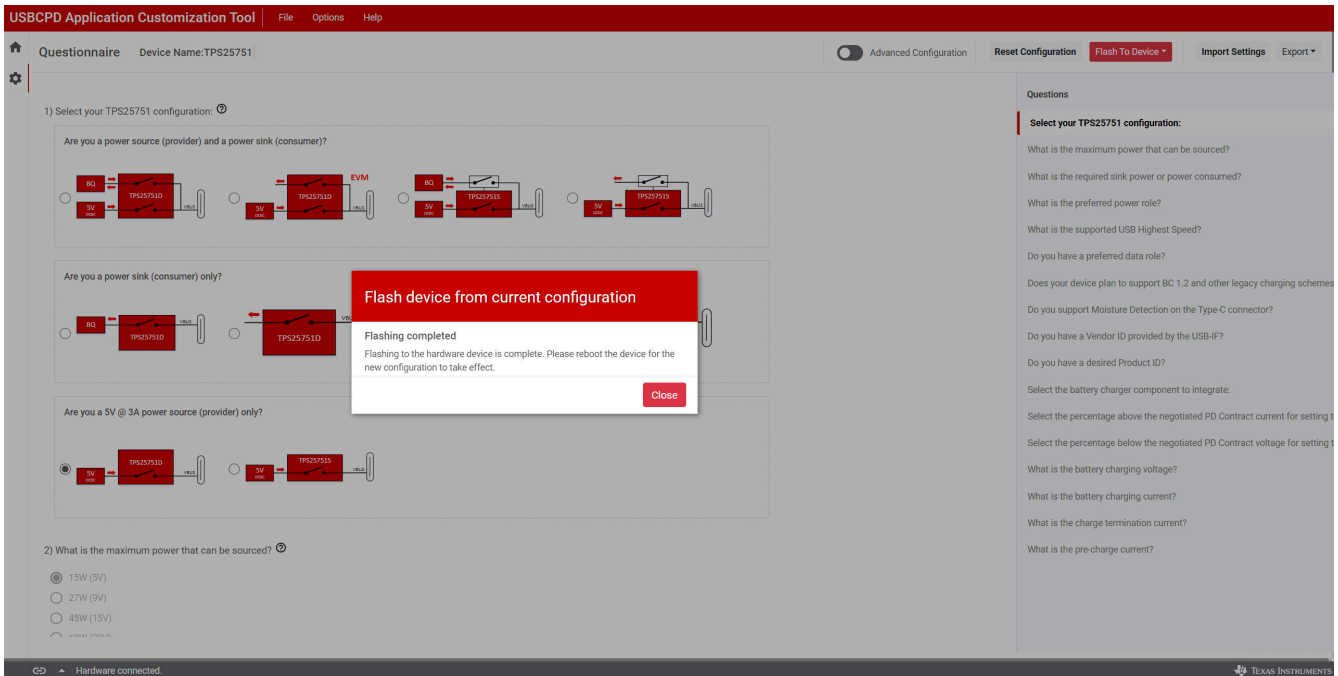 USBCPD Application Customization Tool File Options Help
Questionnaire Device Name:TPS25751 Advanced Configuration Reset Configuration Flash To Device Import Settings Export
Questions
1) Select your TPS25751 configuration:
Select your TPS25751 configuration:
Are you a power source (provider) and a power sink (consumer)?
What is the maximum power that can be sourced?
What is the required sink power or power consumed?
What is the preferred power role?
What is the supported USB Highest Speed?
Do you have a preferred data role?
Does your device plan to support BC 1.2 and other legacy charging schemes
Do you support Moisture Detection on the Type-C connector?
Do you have a Vendor ID provided by the USB-IF?
Do you have a desired Product ID?
Select the battery charger component to integrate:
Select the percentage above the negotiated PD Contract current for setting t
Select the percentage below the negotiated PD Contract voltage for setting t
What is the battery charging voltage?
What is the battery charging current?
What is the charge termination current?
What is the pre-charge current?
BQ TPS25751D 5V DCDC VBUS
EVM TPS25751D 5V DCDC VBUS
BQ TPS25751S 5V DCDC VBUS
TPS25751S 5V DCDC VBUS
Are you a power sink (consumer) only?
BQ TPS25751D VBUS
TPS25751D
Flash device from current configuration
Flashing completed
Flashing to the hardware device is complete. Please reboot the device for the
new configuration to take effect.
Close
Are you a 5V @ 3A power source (provider) only?
TPS25751D 5V DCDC VBUS
TPS25751S 5V DCDC VBUS
2) What is the maximum power that can be sourced?
15W (5V)
27W (9V)
45W (15V)
Hardware connected.
TEXAS INSTRUMENTS